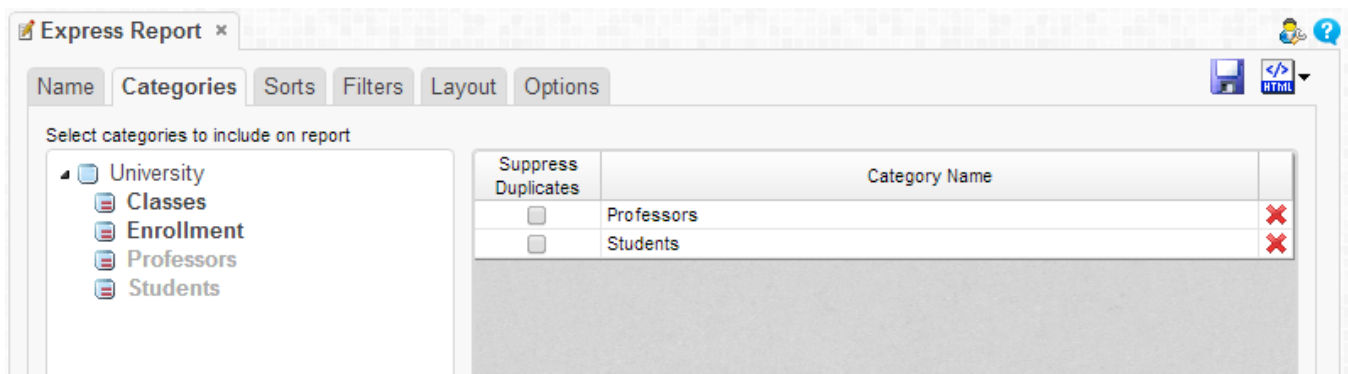 Express Report ×
?
Name Categories Sorts Filters Layout Options
</>
HTML
Select categories to include on report
University
Classes
Enrollment
Professors
Students
Suppress
Duplicates
Category Name
Professors
Students